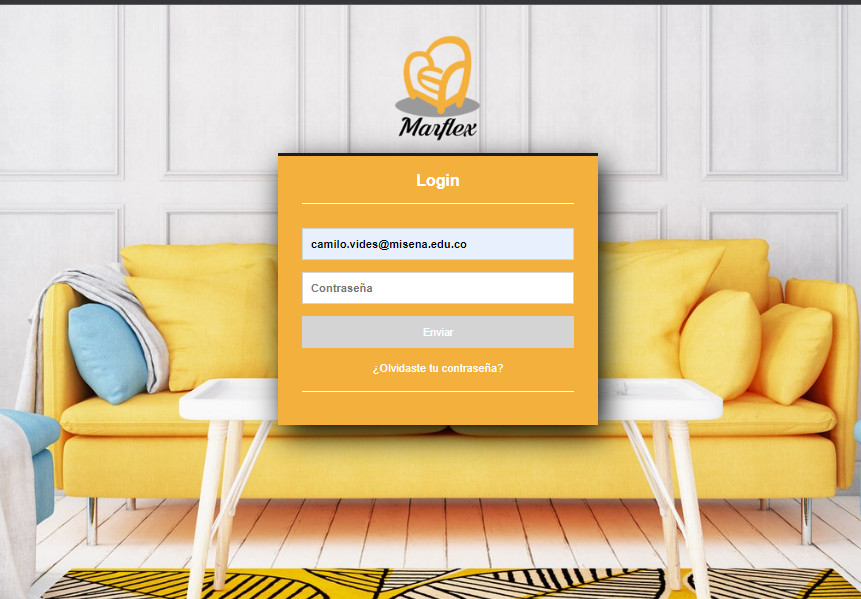 Marflex
Login
camilo.vides@misena.edu.co
Contraseña
Enviar
¿Olvidaste tu contraseña?